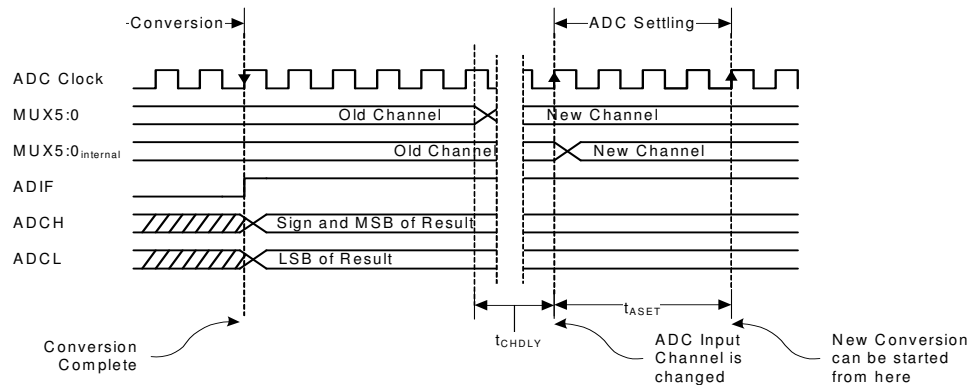 Conversion
ADC Settling
ADC Clock
MUX5:0
Old Channel
New Channel
MUX5:0internal
Old Channel
New Channel
ADIF
ADCH
Sign and MSB of Result
ADCL
LSB of Result
tCHDLY
tASET
Conversion
Complete
ADC Input
Channel is
changed
New Conversion
can be started
from here